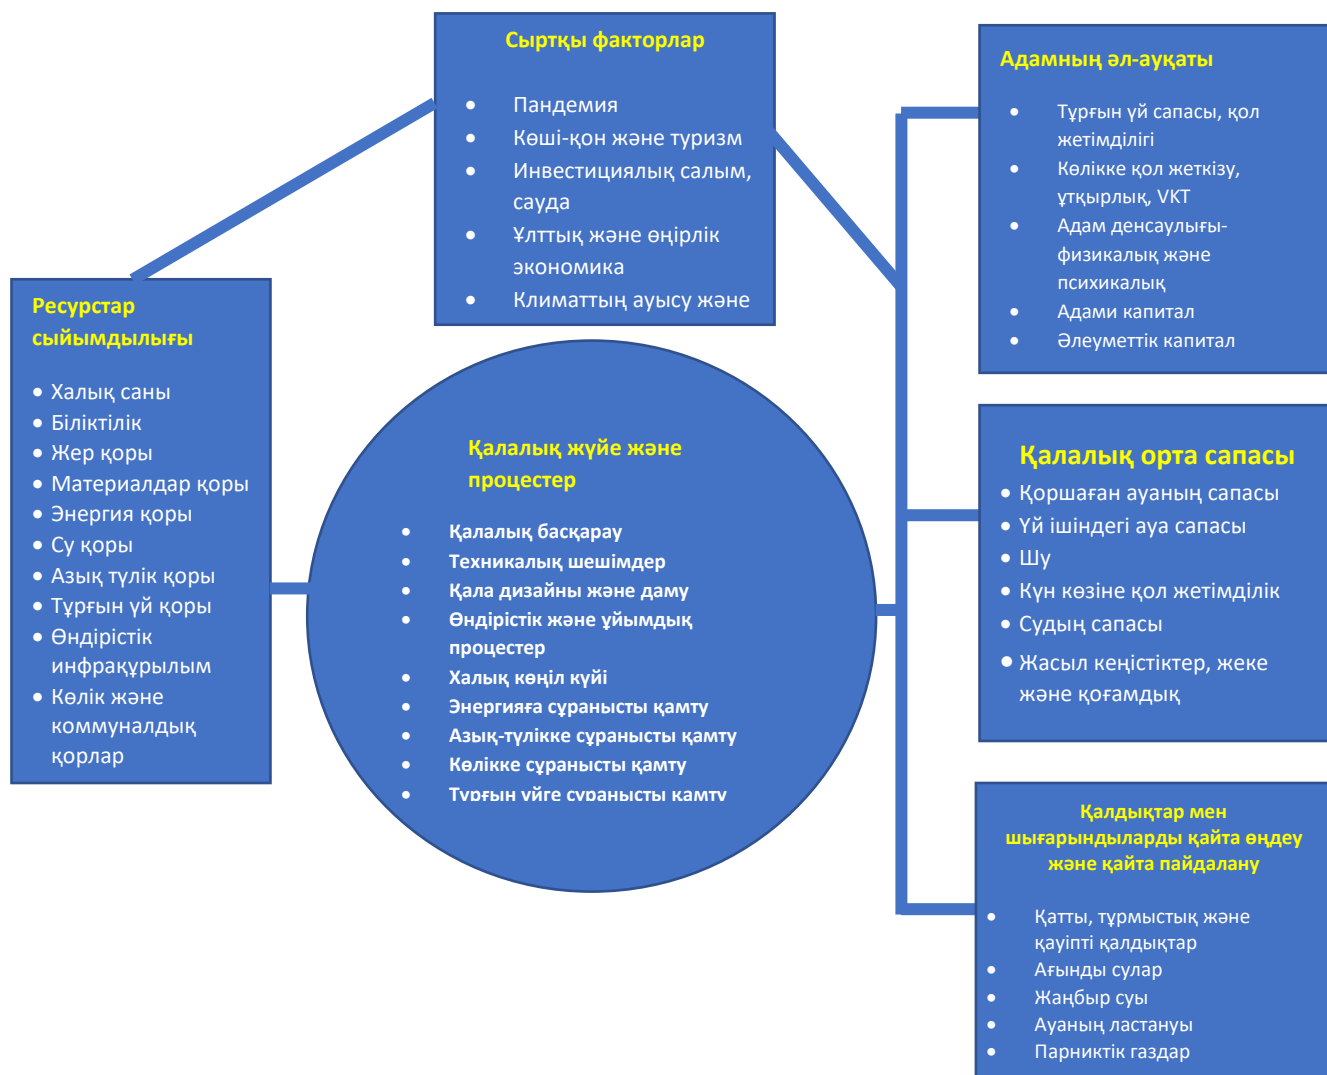 Сыртқы факторлар
• Пандемия
• Көші-қон және туризм
• Инвестициялық салым,
сауда
• Ұлттық және өңірлік
экономика
• Климаттың ауысу және
Адамның әл-ауқаты
• Тұрғын үй сапасы, қол
жетімділігі
• Көлікке қол жеткізу,
ұтқырлық, VKT
• Адам денсаулығы-
физикалық және
психикалық
• Адами капитал
• Әлеуметтік капитал
Ресурстар
сыйымдылығы
• Халық саны
• Біліктілік
• Жер қоры
• Материалдар қоры
• Энергия қоры
• Су қоры
• Азық түлік қоры
• Тұрғын үй қоры
• Өндірістік
инфрақұрылым
• Көлік және
коммуналдық
қорлар
Қалалық жүйе және
процестер
• Қалалық басқарау
• Техникалық шешімдер
• Қала дизайны және даму
• Өндірістік және ұйымдық
процестер
• Халық көңіл күйі
• Энергияға сұранысты қамту
• Азық-түлікке сұранысты қамту
• Көлікке сұранысты қамту
• Тұрғын үйге сұранысты қамту
Қалалық орта сапасы
• Қоршаған ауаның сапасы
• Үй ішіндегі ауа сапасы
• Шу
• Күн көзіне қол жетімділік
• Судың сапасы
• Жасыл кеңістіктер, жеке
және қоғамдық
Қалдықтар мен
шығарындыларды қайта өңдеу
және қайта пайдалану
• Қатты, тұрмыстық және
қауіпті қалдықтар
• Ағынды сулар
• Жаңбыр суы
• Ауаның ластануы
• Парниктік газдар